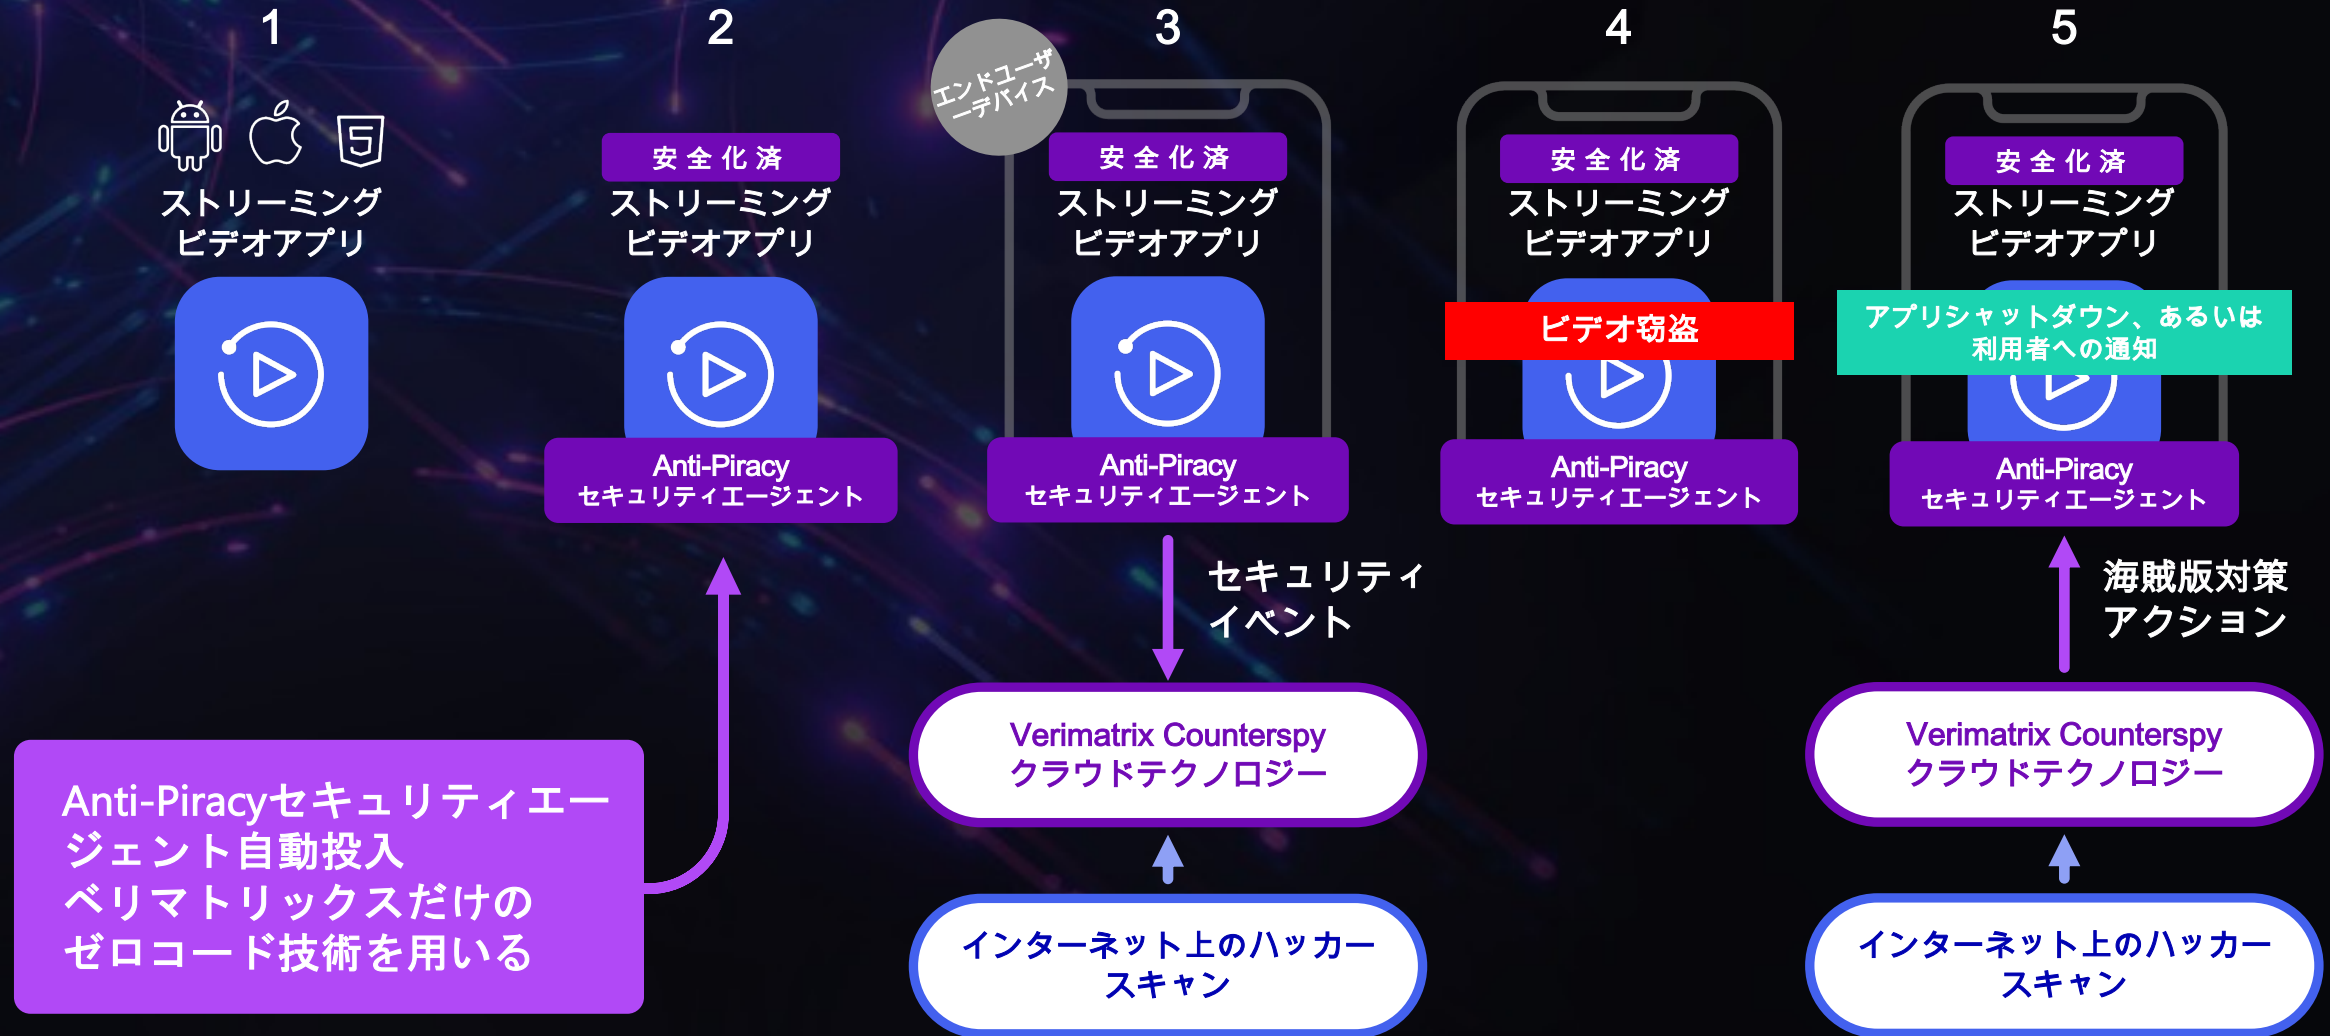 1
ストリーミング
ビデオアプリ
2
安全化済
ストリーミング
ビデオアプリ
Anti-Piracy
セキュリティエージェント
Anti-Piracyセキュリティエー
ジェント自動投入
ベリマトリックスだけの
ゼロコード技術を用いる
3
エンドユーザ
ーデバイス
安全化済
ストリーミング
ビデオアプリ
Anti-Piracy
セキュリティエージェント
セキュリティ
イベント
Verimatrix Counterspy
クラウドテクノロジー
インターネット上のハッカー
スキャン
4
安全化済
ストリーミング
ビデオアプリ
ビデオ窃盗
Anti-Piracy
セキュリティエージェント
5
安全化済
ストリーミング
ビデオアプリ
アプリシャットダウン、あるいは
利用者への通知
Anti-Piracy
セキュリティエージェント
海賊版対策
アクション
Verimatrix Counterspy
クラウドテクノロジー
インターネット上のハッカー
スキャン